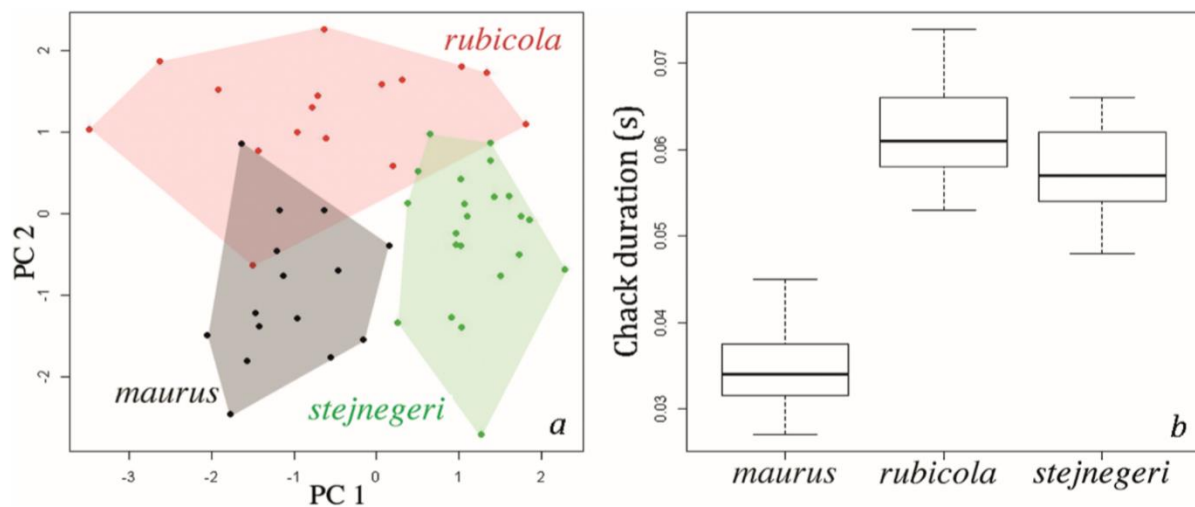 rubicola
2
1
0
-1
-2
PC 2
maurus
stejnegeri
a
-3
-2
-1
0
1
2
PC 1
Chack duration (s)
0.07
0.06
0.05
0.04
0.03
b
maurus
rubicola
stejnegeri